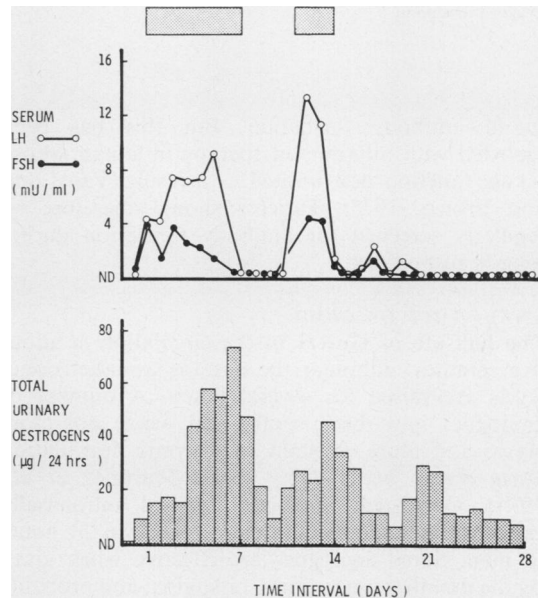 16
12
SERUM
LH
FSH
8
(mU / ml)
4
ND
80
60
TOTAL
URINARY
OESTROGENS
(µg / 24 hrs)
40
20
ND
1
7
14
21
28
TIME INTERVAL (DAYS)